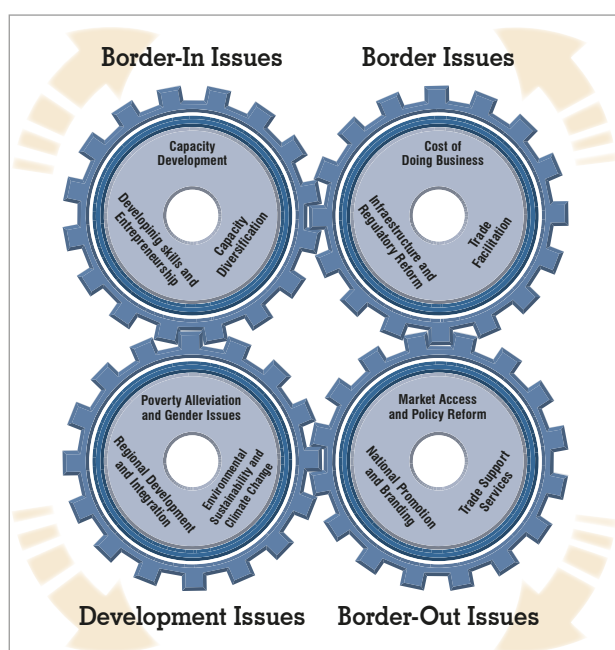 Border-In Issues
Border Issues
Capacity
Development
Developinig skills and
Entrepreneurship
Capacity
Diversification
Cost of
Doing Business
Infraestructure and
Regulatory Reform
Trade
Facilitation
Poverty Alleviation
and Gender Issues
Regional Development
and Integration
Environmental
Sustainability and
Climate Change
Market Access
and Policy Reform
National Promotion
and Branding
Trade Support
Services
Development Issues
Border-Out Issues